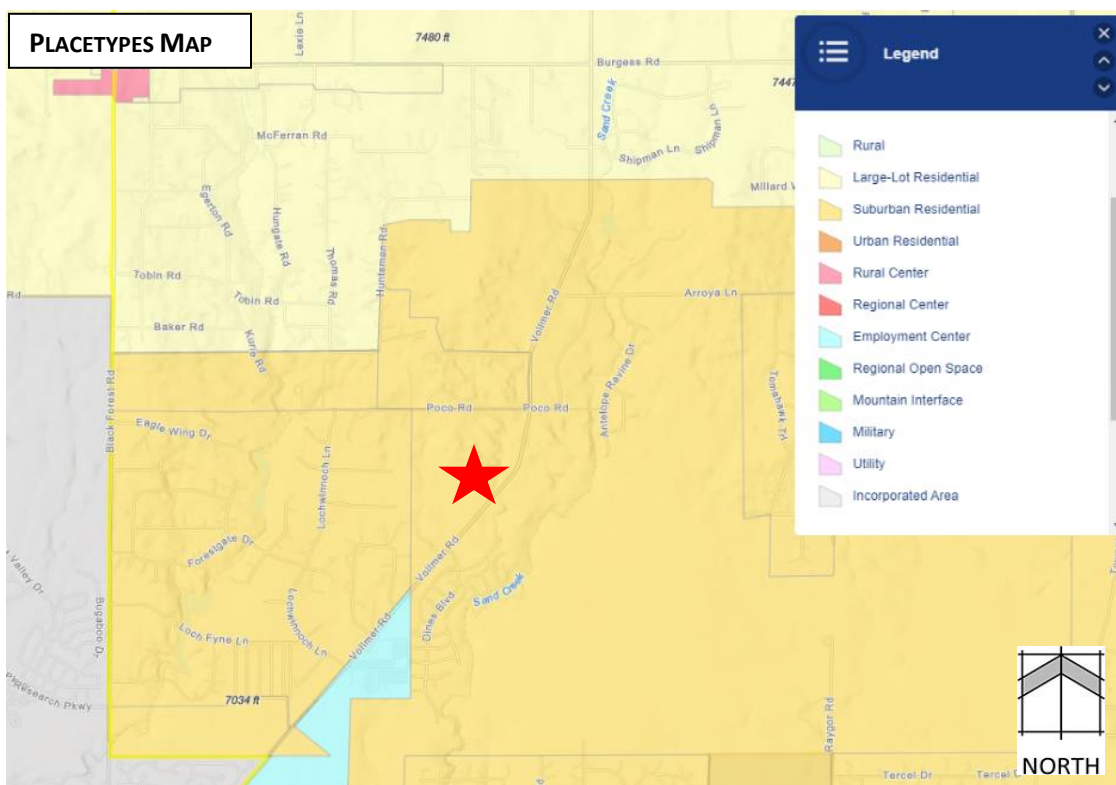 PLACETYPES MAP
Lexie Ln
7480 ft
Burgess Rd
7447
Sand Creek
Shipman Ln
Shipman Ln
McFerran Rd
Millard W
Egerton Rd
Hungate Rd
Thomas Rd
Huntsman Rd
Tobin Rd
Tobin Rd
Rd
Baker Rd
Kurie Rd
Vollmer Rd
Arroya Ln
Black Forest Rd
Antelope Ravine Dr
Tomahawk Trl
Poco Rd
Poco Rd
Eagle Wing Dr
Lochwinnoch Ln
Forestgate Dr
Vollmer Rd
Valley Dr
Bugaboo Dr
Dines Blvd
Sand Creek
Loch Fyne Ln
Lochwinnoch Ln
Vollmer Rd
Research Pkwy
7034 ft
Raygor Rd
Rd
Tercel Dr
Tercel D
Legend
Rural
Large-Lot Residential
Suburban Residential
Urban Residential
Rural Center
Regional Center
Employment Center
Regional Open Space
Mountain Interface
Military
Utility
Incorporated Area
NORTH